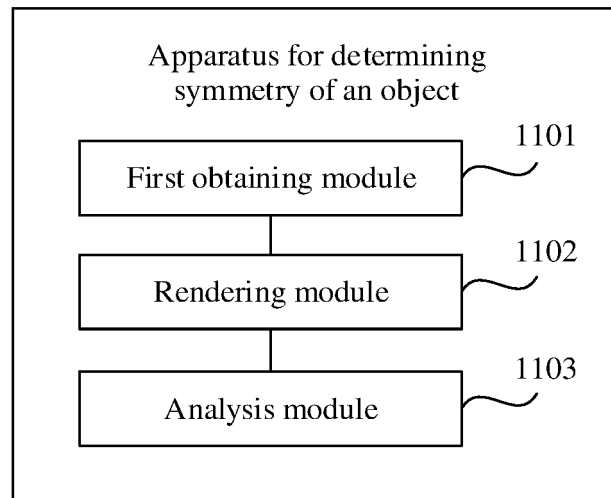 Apparatus for determining
symmetry of an object
1101
First obtaining module
1102
Rendering module
1103
Analysis module